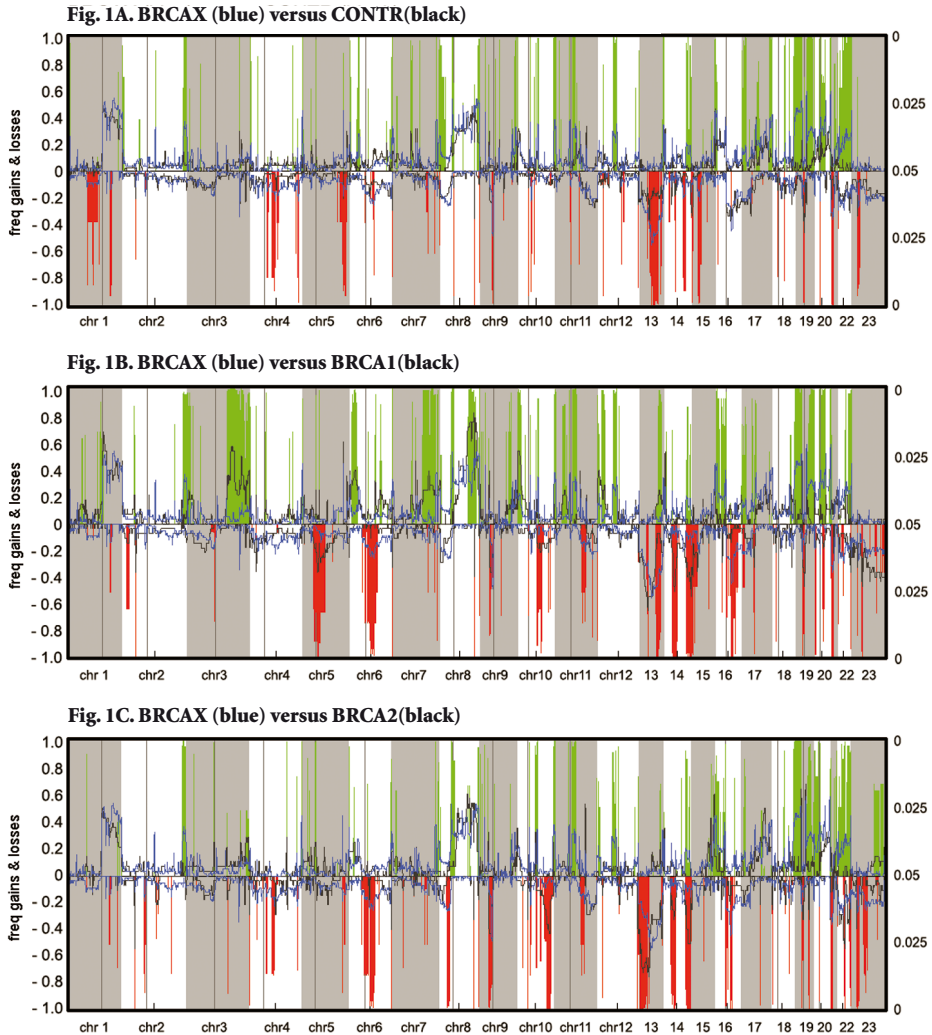 Fig. 1A. BRCAX (blue) versus CONTR(black)
1.0 0
0.8
0.6
0.4 0.025
0.2
0 0.05
- 0.2
- 0.4
- 0.6 0.025
- 0.8
- 1.0 0
freq gains & losses
chr 1 chr2 chr3 chr4 chr5 chr6 chr7 chr8 chr9 chr10 chr11 chr12 13 14 15 16 17 18 19 20 22 23
Fig. 1B. BRCAX (blue) versus BRCA1(black)
1.0 0
0.8
0.6
0.4 0.025
0.2
0 0.05
- 0.2
- 0.4
- 0.6 0.025
- 0.8
- 1.0 0
freq gains & losses
chr 1 chr2 chr3 chr4 chr5 chr6 chr7 chr8 chr9 chr10 chr11 chr12 13 14 15 16 17 18 19 20 22 23
Fig. 1C. BRCAX (blue) versus BRCA2(black)
1.0 0
0.8
0.6
0.4 0.025
0.2
0 0.05
- 0.2
- 0.4
- 0.6 0.025
- 0.8
- 1.0 0
freq gains & losses
chr 1 chr2 chr3 chr4 chr5 chr6 chr7 chr8 chr9 chr10 chr11 chr12 13 14 15 16 17 18 19 20 22 23